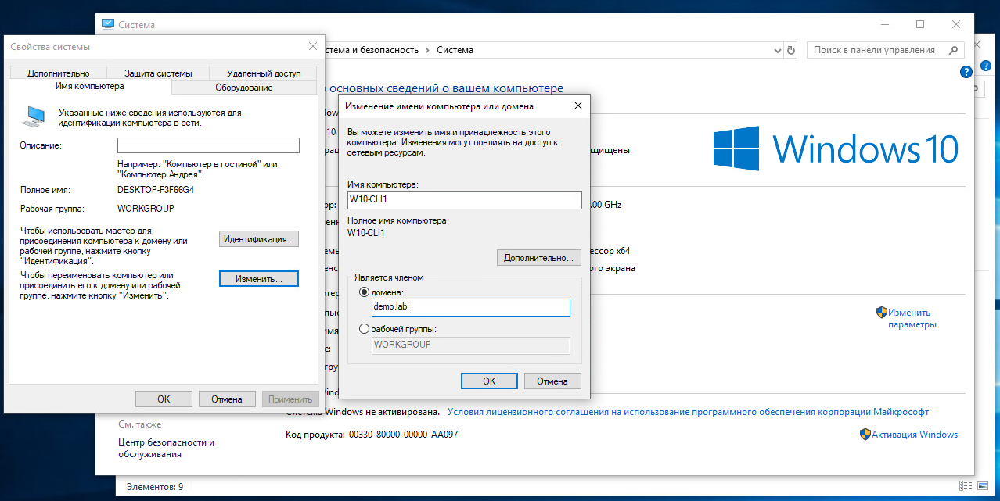 Система
Свойства системы
стема и безопасность
Система
Поиск в панели управления
Дополнительно
Защита системы
Удаленный доступ
Имя компьютера
Оборудование
Указанные ниже сведения используются для
идентификации компьютера в сети.
Описание:
Например: "Компьютер в гостиной" или
"Компьютер Андрея".
Полное имя:
DESKTOP-F3F66G4
Рабочая группа:
WORKGROUP
Чтобы использовать мастер для
присоединения компьютера к домену или
рабочей группе, нажмите кнопку
"Идентификация".
Идентификация...
Чтобы переименовать компьютер или
присоединить его к домену или рабочей
группе, нажмите кнопку "Изменить".
Изменить...
ОК
Отмена
Применить
основных сведений о вашем компьютере
Изменение имени компьютера или домена
Вы можете изменить имя и принадлежность этого
компьютера. Изменения могут повлиять на доступ к
сетевым ресурсам.
Имя компьютера:
W10-CLI1
Полное имя компьютера:
W10-CLI1
Дополнительно...
Является членом
домена:
demo.lab
рабочей группы:
WORKGROUP
ОК
Отмена
10
щищены.
Windows 10
.00 GHz
ессор x64
ого экрана
Изменить
параметры
Система Windows не активирована. Условия лицензионного соглашения на использование программного обеспечения корпорации Майкрософт
Код продукта: 00330-80000-00000-AA097
Активация Windows
См. также
Центр безопасности и
обслуживания
Элементов: 9